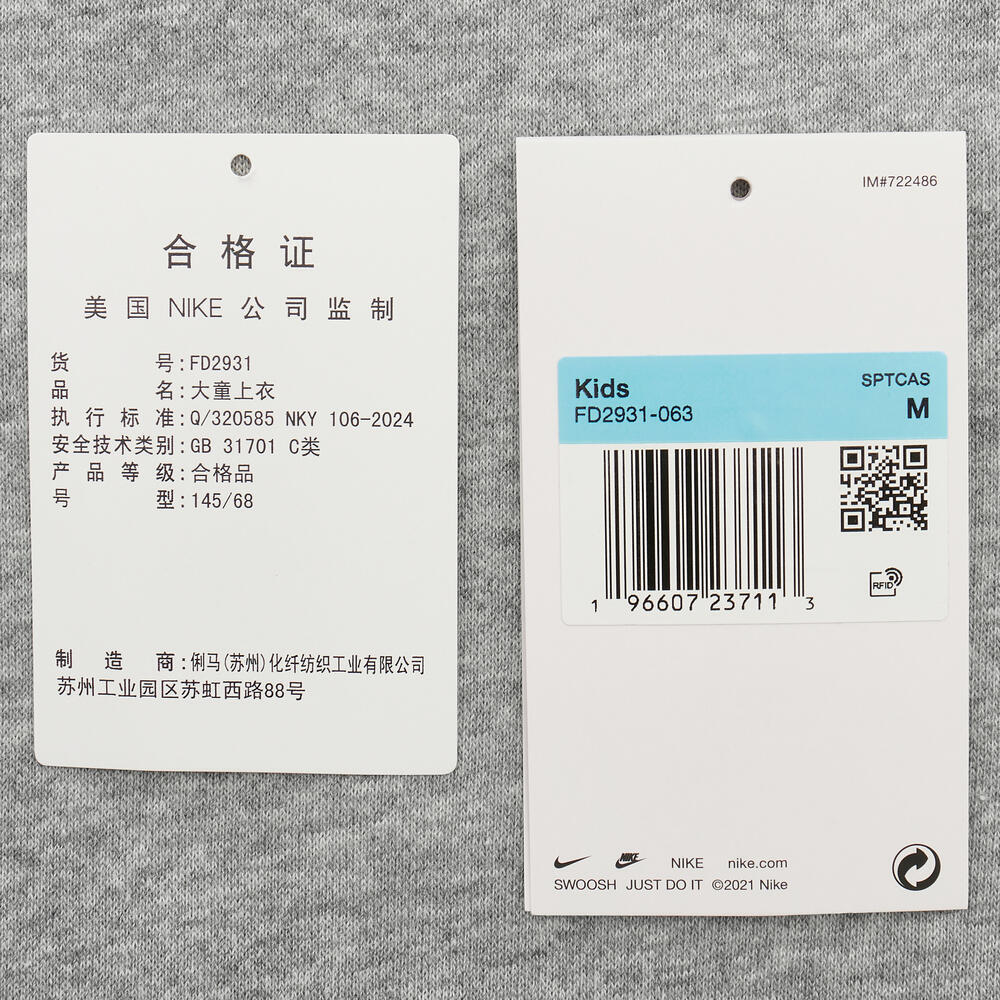 合格证
美国 NIKE 公司监制
货号:FD2931
品名:大童上衣
执行标准:Q/320585 NKY 106-2024
安全技术类别:GB 31701 C类
产品等级:合格品
号型:145/68
制造商:俐马(苏州)化纤纺织工业有限公司
苏州工业园区苏虹西路88号
IM#722486
Kids
FD2931-063
SPTCAS
M
1 96607 23711 3
RFID
NIKE NIKE nike.com
SWOOSH JUST DO IT ©2021 Nike